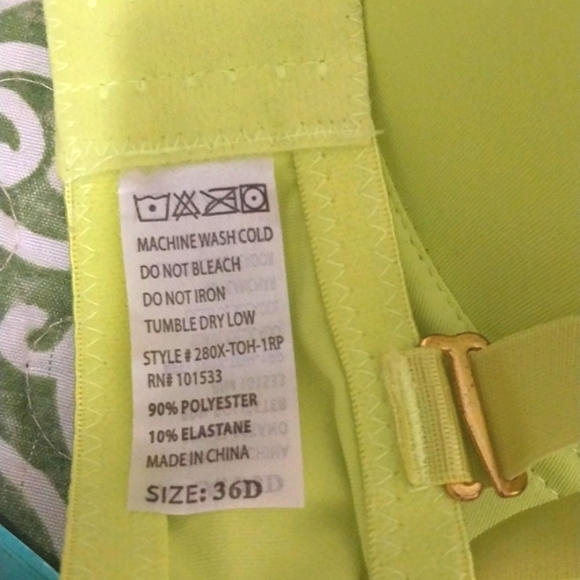 MACHINE WASH COLD
DO NOT BLEACH
DO NOT IRON
TUMBLE DRY LOW
STYLE # 280X-TOH-1RP
RN# 101533
90% POLYESTER
10% ELASTANE
MADE IN CHINA
SIZE: 36D